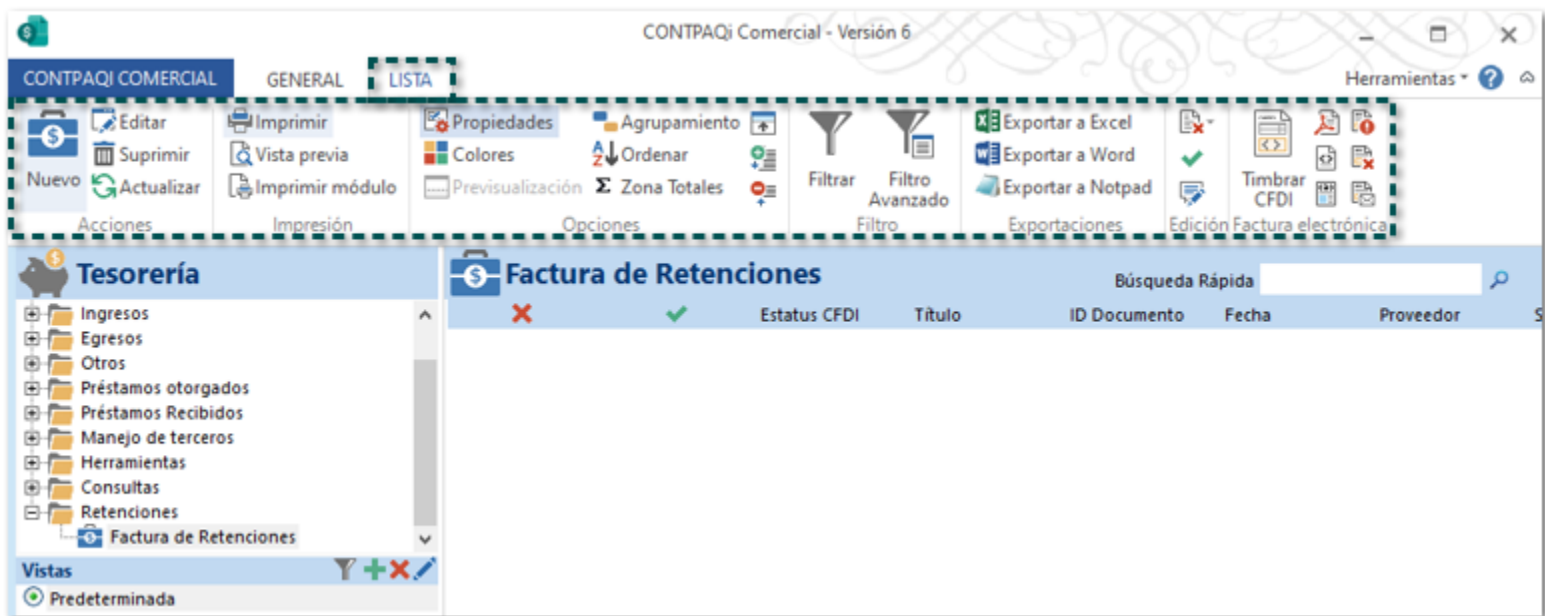 CONTPAQi Comercial - Versión 6
CONTPAQI COMERCIAL GENERAL LISTA Herramientas
Nuevo
Editar
Suprimir
Actualizar
Acciones
Imprimir
Vista previa
Imprimir módulo
Impresión
Propiedades
Colores
Previsualización
Agrupamiento
Ordenar
Zona Totales
Opciones
Filtrar
Filtro
Avanzado
Filtro
Exportar a Excel
Exportar a Word
Exportar a Notpad
Exportaciones
Edición
Timbrar
CFDI
Factura electrónica
Tesorería
Ingresos
Egresos
Otros
Préstamos otorgados
Préstamos Recibidos
Manejo de terceros
Herramientas
Consultas
Retenciones
Factura de Retenciones
Vistas
Predeterminada
Factura de Retenciones
Búsqueda Rápida
Estatus CFDI Título ID Documento Fecha Proveedor S